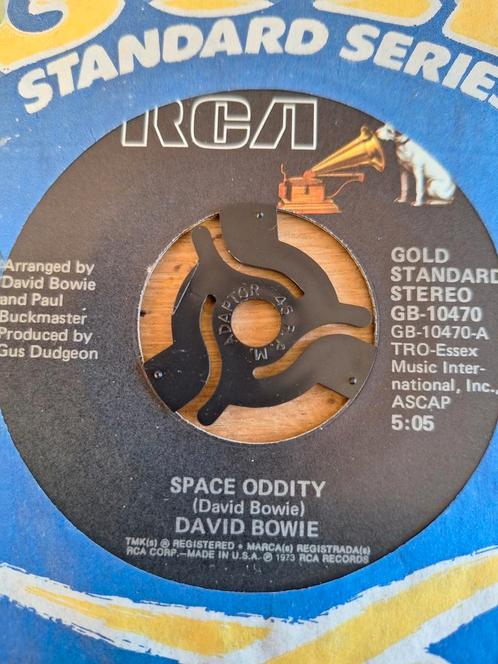 STANDARD SERIES
RCA
Arranged by
David Bowie
and Paul
Buckmaster
Produced by
Gus Dudgeon
ADAPTOR 45 R.P.M.
GOLD
STANDARD
STEREO
GB-10470
GB-10470-A
TRO-Essex
Music Inter-
national, Inc.,
ASCAP
5:05
SPACE ODDITY
(David Bowie)
DAVID BOWIE
TMK(s) ® REGISTERED • MARCA(s) REGISTRADA(s)
RCA CORP.-MADE IN U.S.A. ℗ 1973 RCA RECORDS